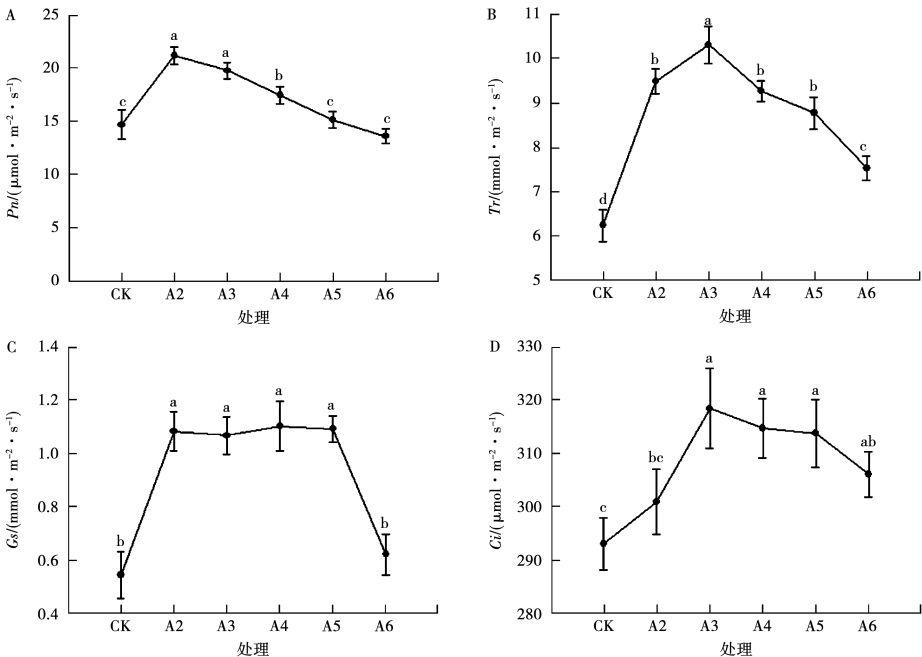 A
Pn/(μmol·m⁻²·s⁻¹)
25
20
15
10
5
0
c
a
a
b
c
c
CK A2 A3 A4 A5 A6
处理
B
Tr/(mmol·m⁻²·s⁻¹)
11
10
9
8
7
6
5
d
b
a
b
b
c
CK A2 A3 A4 A5 A6
处理
C
Gs/(mmol·m⁻²·s⁻¹)
1.4
1.2
1.0
0.8
0.6
0.4
b
a
a
a
a
b
CK A2 A3 A4 A5 A6
处理
D
Ci/(μmol·m⁻²·s⁻¹)
330
320
310
300
290
280
c
bc
a
a
a
ab
CK A2 A3 A4 A5 A6
处理